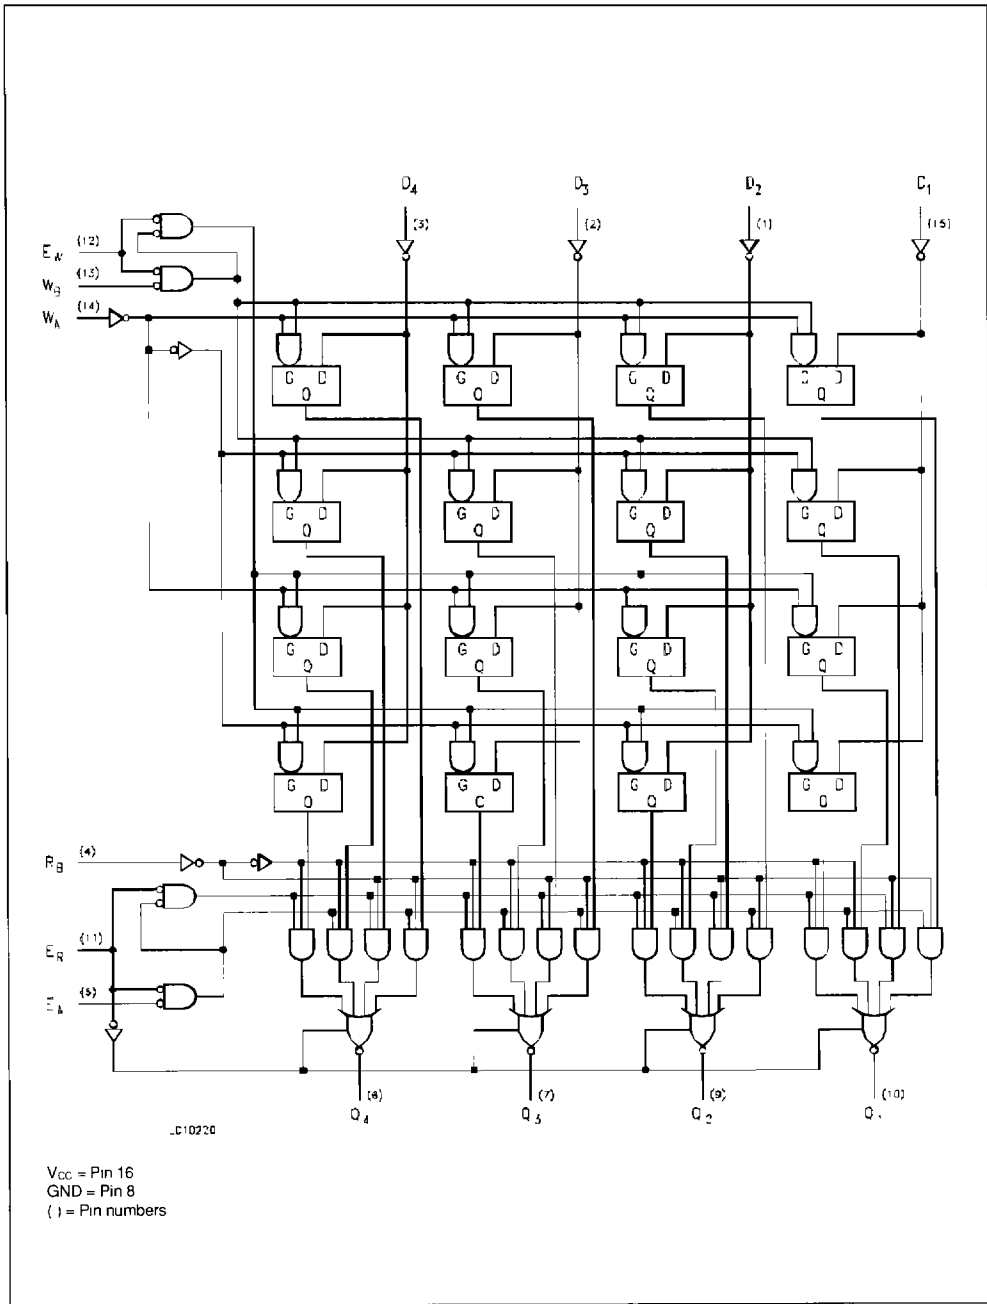 D4 D3 D2 D1
(3) (2) (1) (15)
EW (12)
WB (13)
WA (14)
G D G D G D
Q Q Q Q
G D G D G D G D
Q Q Q Q
G D G D G D G D
Q Q Q Q
G D G D G D G D
Q Q Q
RB (4)
ER (11)
(5)
(6) (7) (9) (10)
Q4 Q3 Q2
VCC = Pin 16
GND = Pin 8
( ) = Pin numbers